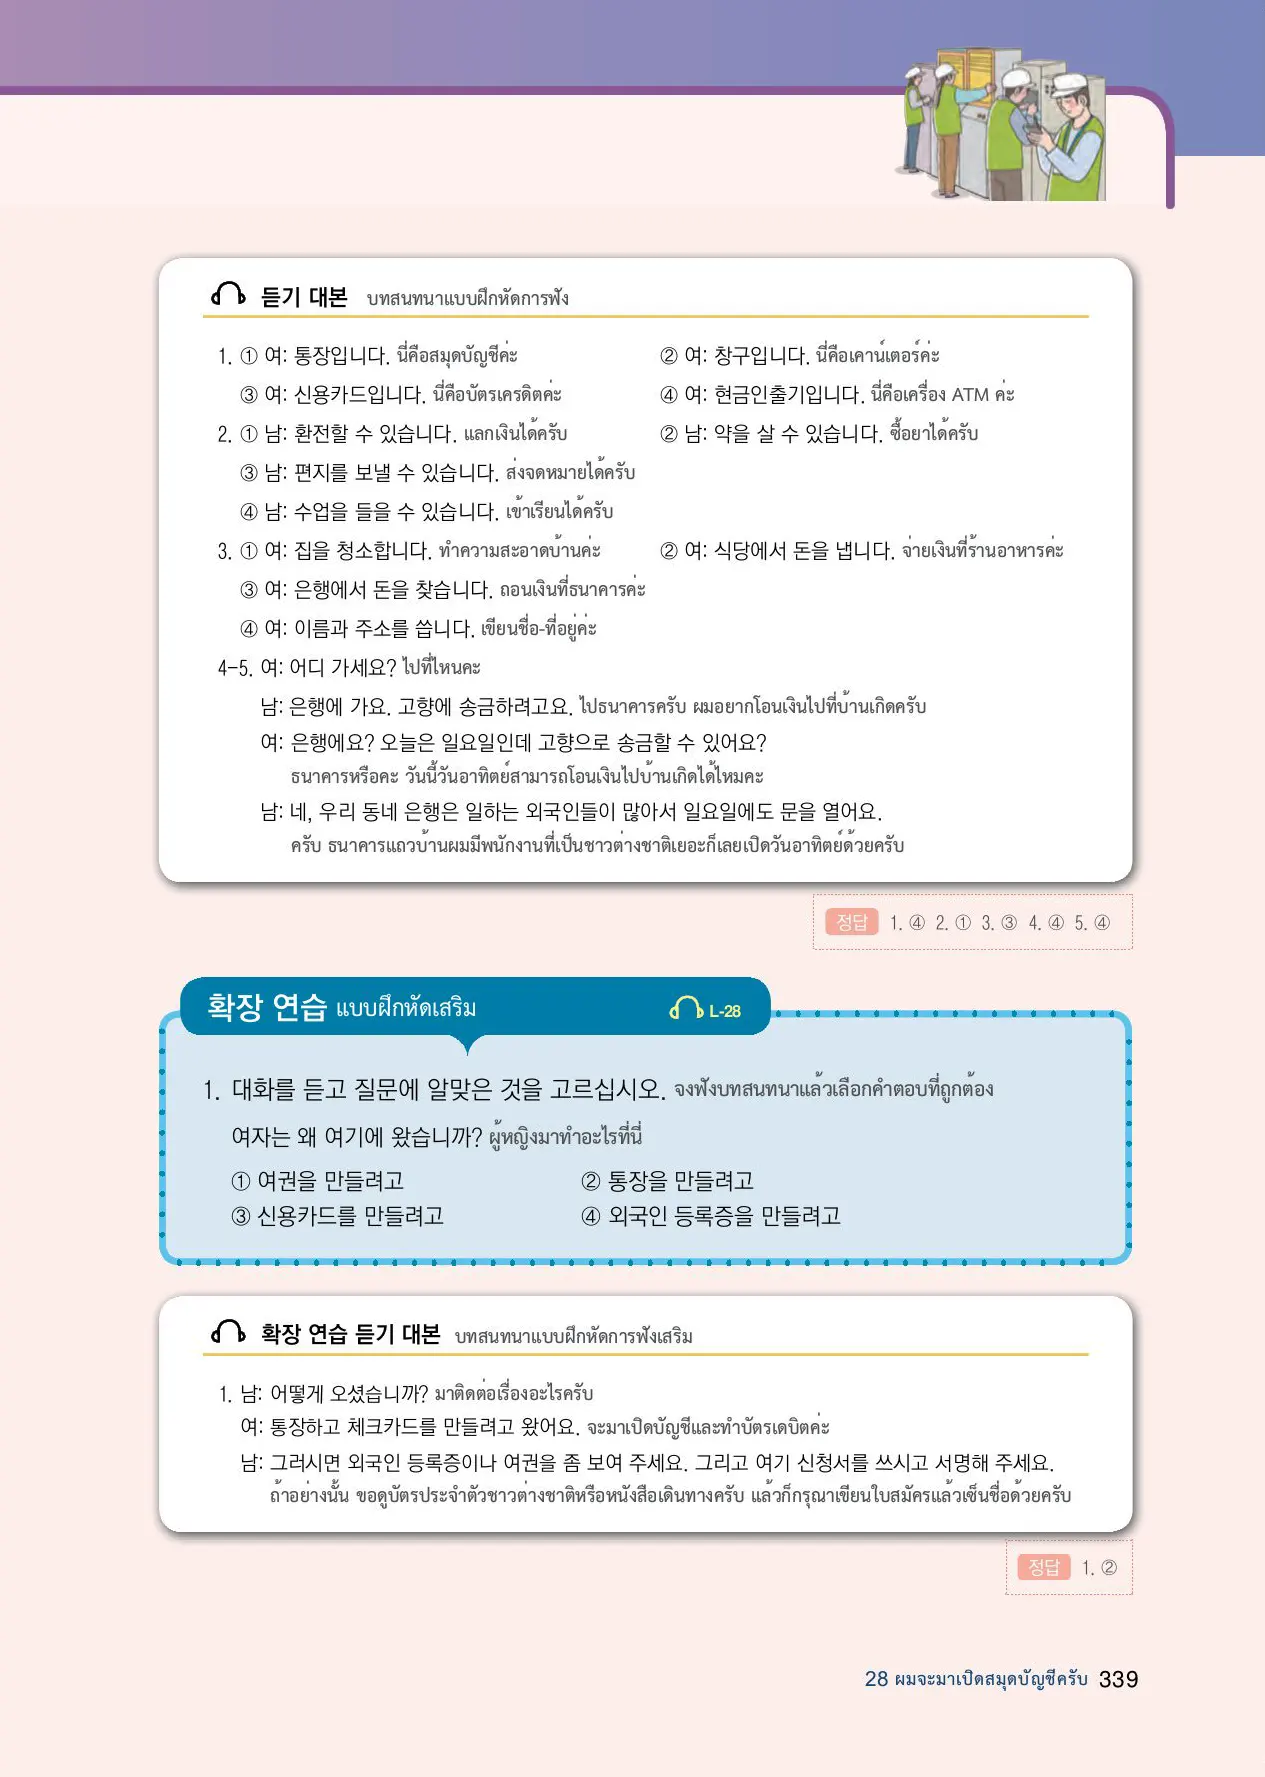 듣기 대본 บทสนทนาแบบฝึกหัดการฟัง
1. ① 여: 통장입니다. นี่คือสมุดบัญชีค่ะ ② 여: 창구입니다. นี่คือเคาน์เตอร์ค่ะ
③ 여: 신용카드입니다. นี่คือบัตรเครดิตค่ะ ④ 여: 현금인출기입니다. นี่คือเครื่อง ATM ค่ะ
2. ① 남: 환전할 수 있습니다. แลกเงินได้ครับ ② 남: 약을 살 수 있습니다. ซื้อยาได้ครับ
③ 남: 편지를 보낼 수 있습니다. ส่งจดหมายได้ครับ
④ 남: 수업을 들을 수 있습니다. เข้าเรียนได้ครับ
3. ① 여: 집을 청소합니다. ทำความสะอาดบ้านค่ะ ② 여: 식당에서 돈을 냅니다. จ่ายเงินที่ร้านอาหารค่ะ
③ 여: 은행에서 돈을 찾습니다. ถอนเงินที่ธนาคารค่ะ
④ 여: 이름과 주소를 씁니다. เขียนชื่อ-ที่อยู่ค่ะ
4-5. 여: 어디 가세요? ไปที่ไหนคะ
남: 은행에 가요. 고향에 송금하려고요. ไปธนาคารครับ ผมอยากโอนเงินไปที่บ้านเกิดครับ
여: 은행에요? 오늘은 일요일인데 고향으로 송금할 수 있어요?
ธนาคารหรือคะ วันนี้วันอาทิตย์สามารถโอนเงินไปบ้านเกิดได้ไหมคะ
남: 네, 우리 동네 은행은 일하는 외국인들이 많아서 일요일에도 문을 열어요.
ครับ ธนาคารแถวบ้านผมมีพนักงานที่เป็นชาวต่างชาติเยอะก็เลยเปิดวันอาทิตย์ด้วยครับ
정답 1. ④ 2. ① 3. ③ 4. ④ 5. ④
확장 연습 แบบฝึกหัดเสริม L-28
1. 대화를 듣고 질문에 알맞은 것을 고르십시오. จงฟังบทสนทนาแล้วเลือกคำตอบที่ถูกต้อง
여자는 왜 여기에 왔습니까? ผู้หญิงมาทำอะไรที่นี่
① 여권을 만들려고 ② 통장을 만들려고
③ 신용카드를 만들려고 ④ 외국인 등록증을 만들려고
확장 연습 듣기 대본 บทสนทนาแบบฝึกหัดการฟังเสริม
1. 남: 어떻게 오셨습니까? มาติดต่อเรื่องอะไรครับ
여: 통장하고 체크카드를 만들려고 왔어요. จะมาเปิดบัญชีและทำบัตรเดบิตค่ะ
남: 그러시면 외국인 등록증이나 여권을 좀 보여 주세요. 그리고 여기 신청서를 쓰시고 서명해 주세요.
ถ้าอย่างนั้น ขอดูบัตรประจำตัวชาวต่างชาติหรือหนังสือเดินทางครับ แล้วก็กรุณาเขียนใบสมัครแล้วเซ็นชื่อด้วยครับ
정답 1. ②
28 ผมจะมาเปิดสมุดบัญชีครับ 339